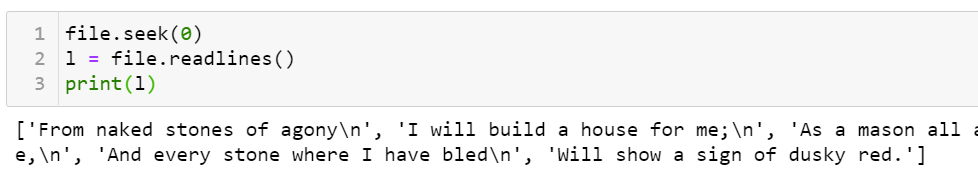 1 file.seek(0)
2 l = file.readlines()
3 print(l)
['From naked stones of agony\n', 'I will build a house for me;\n', 'As a mason all
e,\n', 'And every stone where I have bled\n', 'Will show a sign of dusky red.']